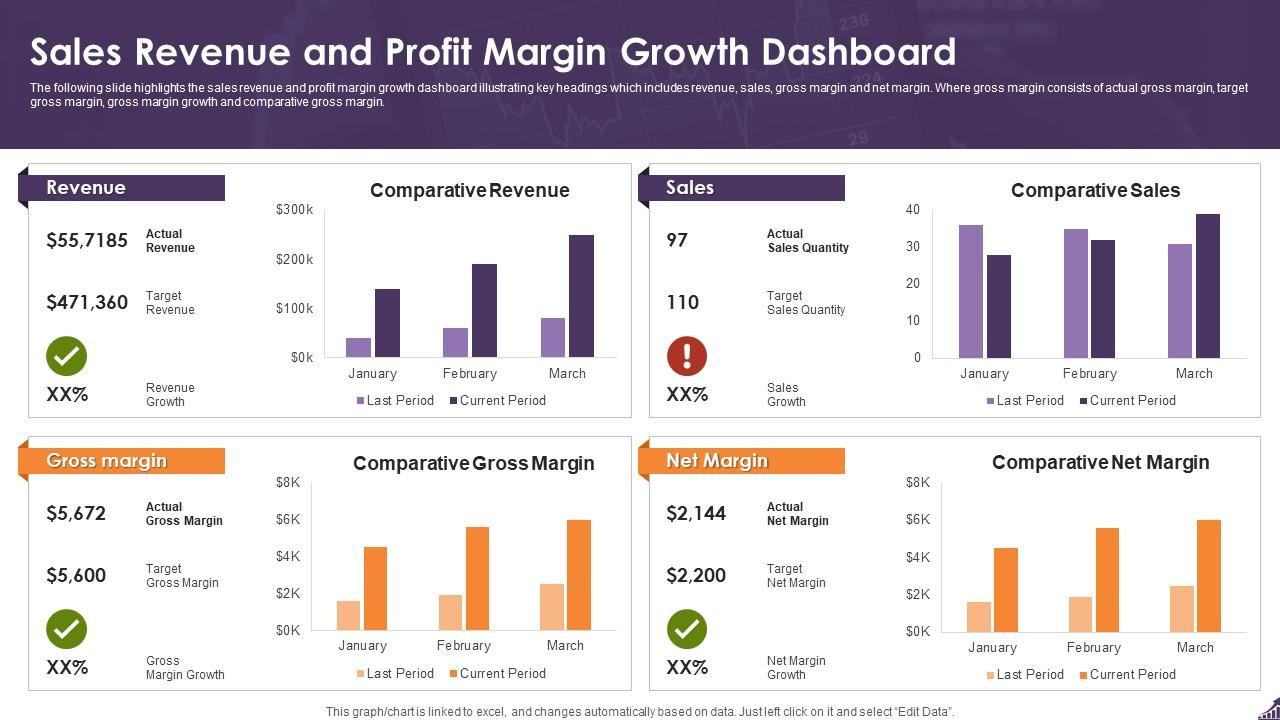 236
224
29
Sales Revenue and Profit Margin Growth Dashboard
The following slide highlights the sales revenue and profit margin growth dashboard illustrating key headings which includes revenue, sales, gross margin and net margin. Where gross margin consists of actual gross margin, target
gross margin, gross margin growth and comparative gross margin.
Revenue
$55,7185
Actual
Revenue
$471,360
Target
Revenue
XX%
Revenue
Growth
Comparative Revenue
$300k
$200k
$100k
$0k
January February March
Last Period Current Period
Sales
97
Actual
Sales Quantity
110
Target
Sales Quantity
XX%
Sales
Growth
Comparative Sales
40
30
20
10
0
January February March
Last Period Current Period
Gross margin
$5,672
Actual
Gross Margin
$5,600
Target
Gross Margin
XX%
Gross
Margin Growth
Comparative Gross Margin
$8K
$6K
$4K
$2K
$0K
January February March
Last Period Current Period
Net Margin
$2,144
Actual
Net Margin
$2,200
Target
Net Margin
XX%
Net Margin
Growth
Comparative Net Margin
$8K
$6K
$4K
$2K
$0K
January February March
Last Period Current Period
This graph/chart is linked to excel, and changes automatically based on data. Just left click on it and select “Edit Data”.